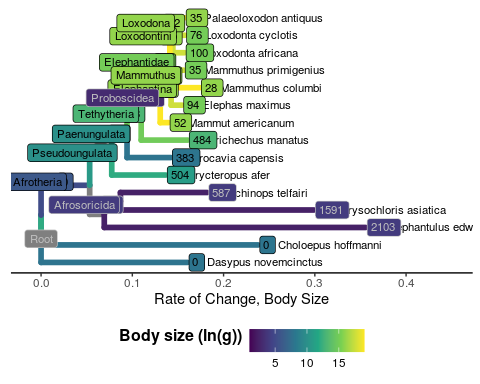 Loxodona 2 35 Palaeoloxodon antiquus
Loxodontini 76 oxodonta cyclotis
100 oxodonta africana
Elephantidae 35 Mammuthus primigenius
Mammuthus
Elephantina 28 Mammuthus columbi
Proboscidea 94 Elephas maximus
Tethytheria 52 Mammut americanum
Paenungulata 484 richechus manatus
Pseudoungulata 383 rocavia capensis
Afrotheria 504 rycteropus afer
587 chinops telfairi
Afrosoricida 1591 rysochloris asiatica
2103 phantulus edw
Root 0 Choloepus hoffmanni
0 Dasypus novemcinctus
0.0 0.1 0.2 0.3 0.4
Rate of Change, Body Size
Body size (ln(g))
5 10 15